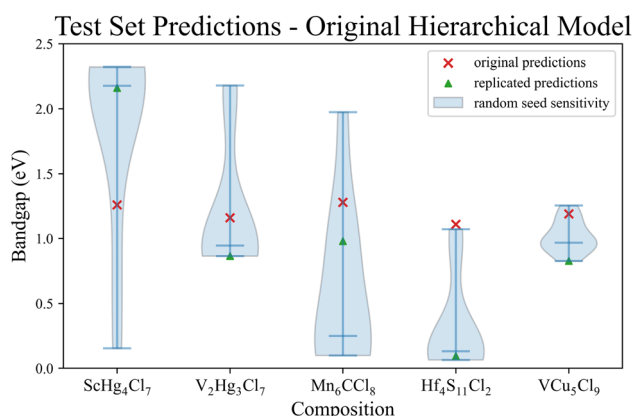 Test Set Predictions - Original Hierarchical Model
original predictions
replicated predictions
random seed sensitivity
Bandgap (eV)
2.5
2.0
1.5
1.0
0.5
0.0
ScHg₄Cl₇ V₂Hg₃Cl₇ Mn₆CCl₈ Hf₄S₁₁Cl₂ VCu₅Cl₉
Composition